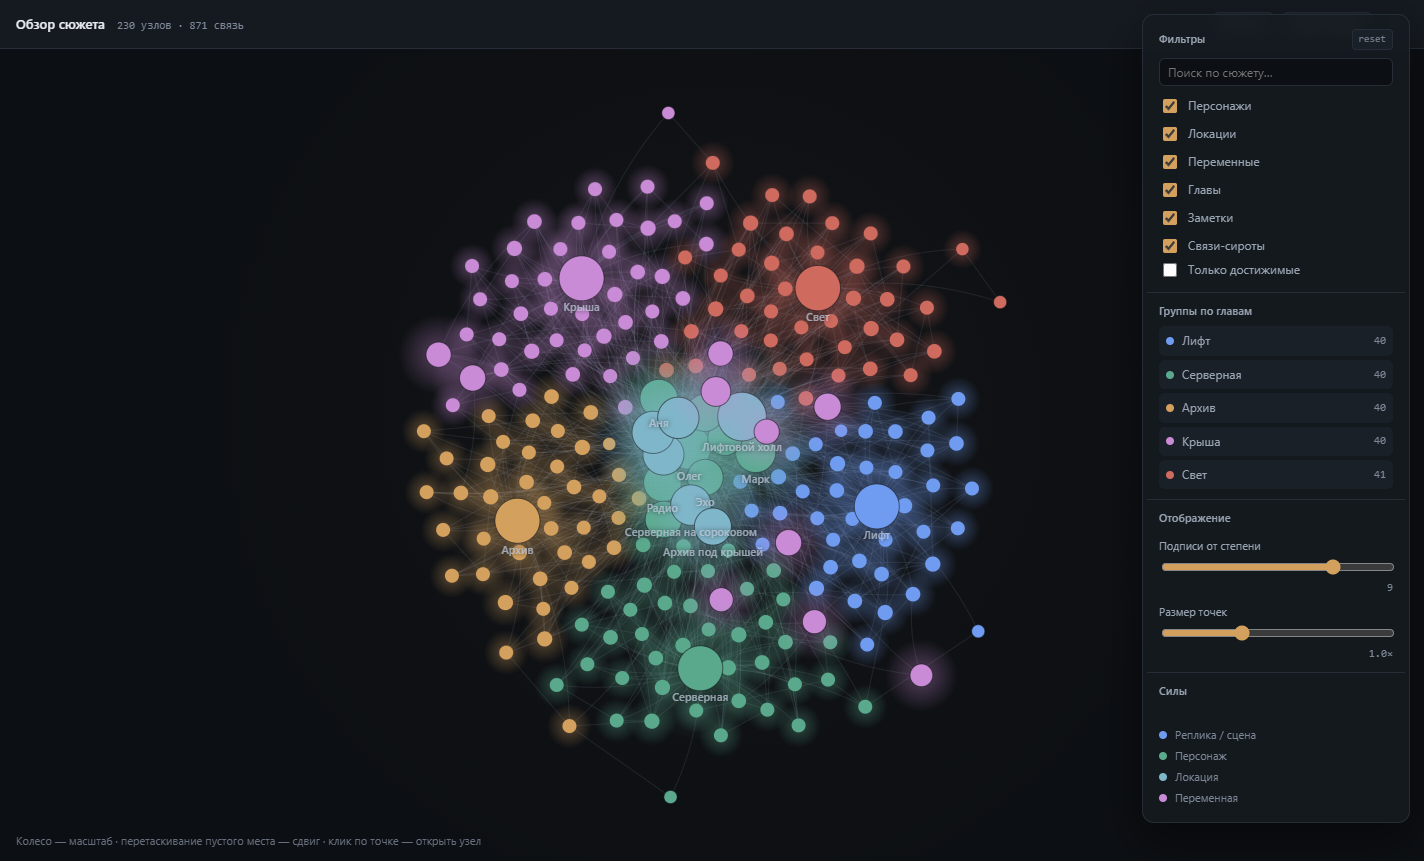 Обзор сюжета 230 узлов · 871 связь
Фильтры reset
Поиск по сюжету...
Персонажи
Локации
Переменные
Главы
Заметки
Связи-сироты
Только достижимые
Группы по главам
Лифт 40
Серверная 40
Архив 40
Крыша 40
Свет 41
Отображение
Подписи от степени
9
Размер точек
1.0×
Силы
Реплика / сцена
Персонаж
Локация
Переменная
Крыша
Свет
Аня
Лифтовой холл
Олег
Марк
Эхо
Радио
Серверная на сороковом
Лифт
Архив
Архив под крышей
Серверная
Колесо — масштаб · перетаскивание пустого места — сдвиг · клик по точке — открыть узел